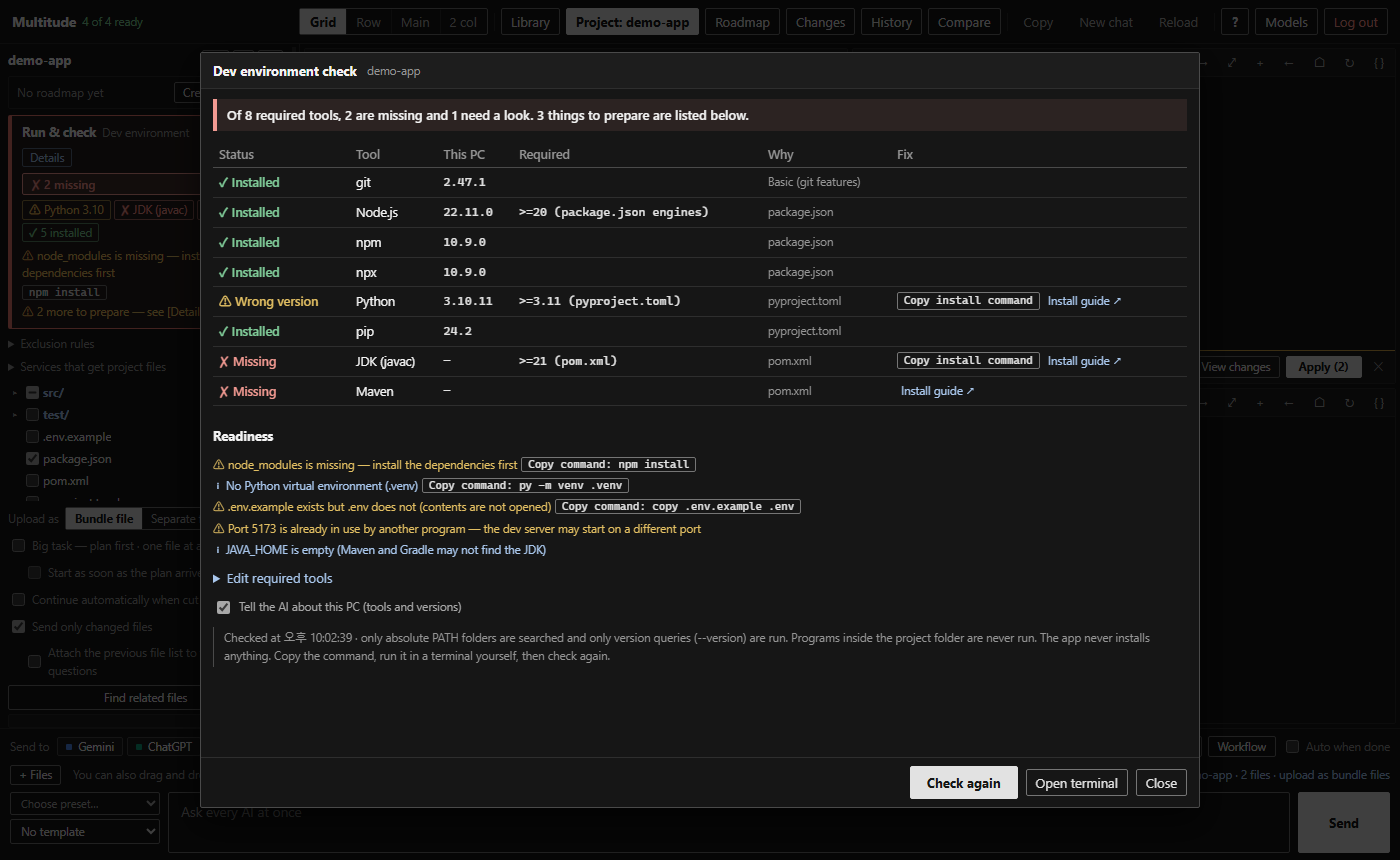 Multitude 4 of 4 ready
Grid Row Main 2 col Library Project: demo-app Roadmap Changes History Compare Copy New chat Reload ? Models Log out
demo-app
No roadmap yet
Run & check Dev environment
Details
✗ 2 missing
⚠ Python 3.10 ✗ JDK (javac)
✓ 5 installed
⚠ node_modules is missing —
dependencies first
npm install
⚠ 2 more to prepare — see
▶ Exclusion rules
▶ Services that get project files
src/
test/
.env.example
package.json
pom.xml
Upload as Bundle file Separate
Big task — plan first · one file at
Start as soon as the plan
Continue automatically when cut
Send only changed files
Attach the previous file list to
questions
Find related files
Dev environment check demo-app
Of 8 required tools, 2 are missing and 1 need a look. 3 things to prepare are listed below.
Status Tool This PC Required Why Fix
✓ Installed git 2.47.1 Basic (git features)
✓ Installed Node.js 22.11.0 >=20 (package.json engines) package.json
✓ Installed npm 10.9.0 package.json
✓ Installed npx 10.9.0 package.json
⚠ Wrong version Python 3.10.11 >=3.11 (pyproject.toml) pyproject.toml Copy install command Install guide ↗
✓ Installed pip 24.2 pyproject.toml
✗ Missing JDK (javac) — >=21 (pom.xml) pom.xml Copy install command Install guide ↗
✗ Missing Maven — pom.xml Install guide ↗
Readiness
⚠ node_modules is missing — install the dependencies first Copy command: npm install
i No Python virtual environment (.venv) Copy command: py -m venv .venv
⚠ .env.example exists but .env does not (contents are not opened) Copy command: copy .env.example .env
⚠ Port 5173 is already in use by another program — the dev server may start on a different port
i JAVA_HOME is empty (Maven and Gradle may not find the JDK)
▶ Edit required tools
Tell the AI about this PC (tools and versions)
Checked at 오후 10:02:39 · only absolute PATH folders are searched and only version queries (--version) are run. Programs inside the project folder are never run. The app never installs
anything. Copy the command, run it in a terminal yourself, then check again.
Check again Open terminal Close
View changes Apply (2)
Send to Gemini ChatGPT
Workflow Auto when done
+ Files You can also drag and
2 files · upload as bundle files
Choose preset...
No template
Ask every AI at once
Send